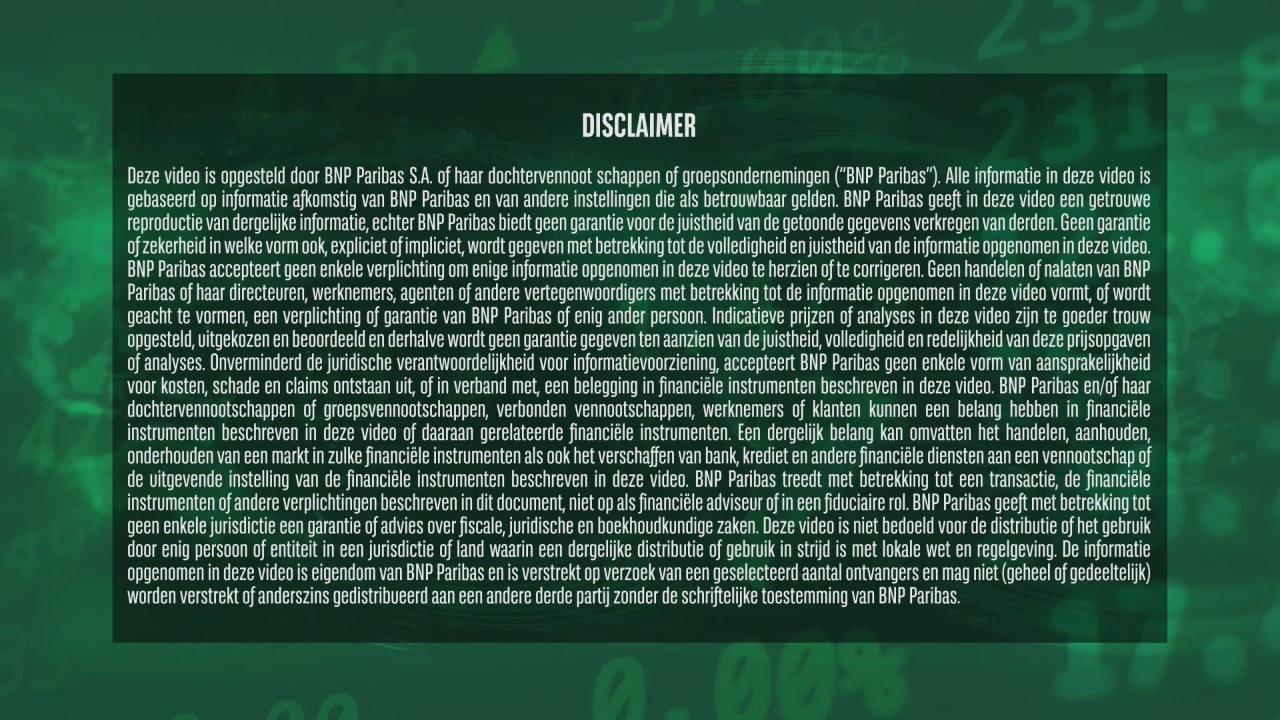 DISCLAIMER
Deze video is opgesteld door BNP Paribas S.A. of haar dochtervennoot schappen of groepsondernemingen (“BNP Paribas”). Alle informatie in deze video is
gebaseerd op informatie afkomstig van BNP Paribas en van andere instellingen die als betrouwbaar gelden. BNP Paribas geeft in deze video een getrouwe
reproductie van dergelijke informatie, echter BNP Paribas biedt geen garantie voor de juistheid van de getoonde gegevens verkregen van derden. Geen garantie
of zekerheid in welke vorm ook, expliciet of impliciet, wordt gegeven met betrekking tot de volledigheid en juistheid van de informatie opgenomen in deze video.
BNP Paribas accepteert geen enkele verplichting om enige informatie opgenomen in deze video te herzien of te corrigeren. Geen handelen of nalaten van BNP
Paribas of haar directeuren, werknemers, agenten of andere vertegenwoordigers met betrekking tot de informatie opgenomen in deze video vormt, of wordt
geacht te vormen, een verplichting of garantie van BNP Paribas of enig ander persoon. Indicatieve prijzen of analyses in deze video zijn te goeder trouw
opgesteld, uitgekozen en beoordeeld en derhalve wordt geen garantie gegeven ten aanzien van de juistheid, volledigheid en redelijkheid van deze prijsopgaven
of analyses. Onverminderd de juridische verantwoordelijkheid voor informatievoorziening, accepteert BNP Paribas geen enkele vorm van aansprakelijkheid
voor kosten, schade en claims ontstaan uit, of in verband met, een belegging in financiële instrumenten beschreven in deze video. BNP Paribas en/of haar
dochtervennootschappen of groepsvennootschappen, verbonden vennootschappen, werknemers of klanten kunnen een belang hebben in financiële
instrumenten beschreven in deze video of daaraan gerelateerde financiële instrumenten. Een dergelijk belang kan omvatten het handelen, aanhouden,
onderhouden van een markt in zulke financiële instrumenten als ook het verschaffen van bank, krediet en andere financiële diensten aan een vennootschap of
de uitgevende instelling van de financiële instrumenten beschreven in deze video. BNP Paribas treedt met betrekking tot een transactie, de financiële
instrumenten of andere verplichtingen beschreven in dit document, niet op als financiële adviseur of in een fiduciaire rol. BNP Paribas geeft met betrekking tot
geen enkele jurisdictie een garantie of advies over fiscale, juridische en boekhoudkundige zaken. Deze video is niet bedoeld voor de distributie of het gebruik
door enig persoon of entiteit in een jurisdictie of land waarin een dergelijke distributie of gebruik in strijd is met lokale wet en regelgeving. De informatie
opgenomen in deze video is eigendom van BNP Paribas en is verstrekt op verzoek van een geselecteerd aantal ontvangers en mag niet (geheel of gedeeltelijk)
worden verstrekt of anderszins gedistribueerd aan een andere derde partij zonder de schriftelijke toestemming van BNP Paribas.
0.00%